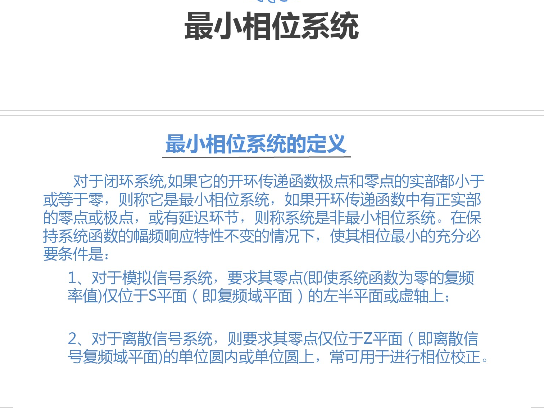 最小相位系统
最小相位系统的定义
对于闭环系统,如果它的开环传递函数极点和零点的实部都小于
或等于零，则称它是最小相位系统，如果开环传递函数中有正实部
的零点或极点，或有延迟环节，则称系统是非最小相位系统。在保
持系统函数的幅频响应特性不变的情况下，使其相位最小的充分必
要条件是：
1、对于模拟信号系统，要求其零点(即使系统函数为零的复频
率值)仅位于S平面（即复频域平面）的左半平面或虚轴上；
2、对于离散信号系统，则要求其零点仅位于Z平面（即离散信
号复频域平面)的单位圆内或单位圆上，常可用于进行相位校正。